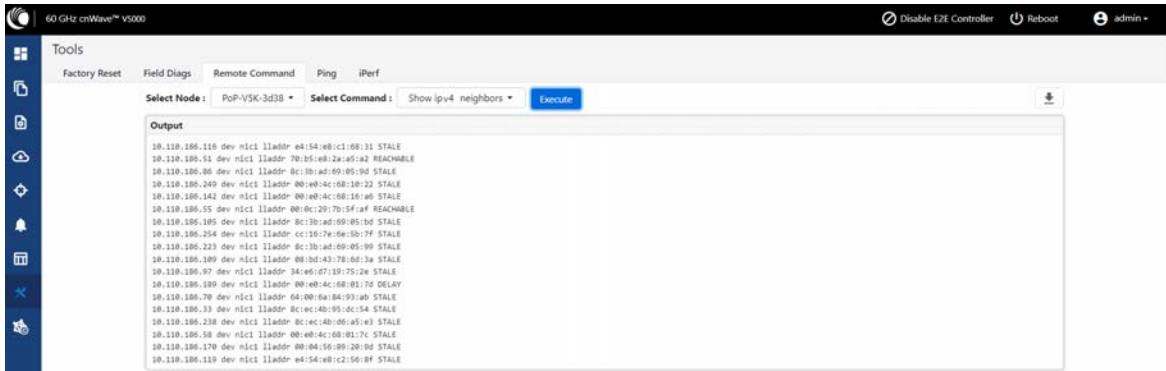 60 GHz cnWave™ V5000
Disable E2E Controller Reboot admin
Tools
Factory Reset Field Diags Remote Command Ping iPerf
Select Node : PoP-V5K-3d38 Select Command : Show ipv4 neighbors Execute
Output
10.110.186.116 dev nic1 lladdr e4:54:e8:c1:68:31 STALE
10.110.186.51 dev nic1 lladdr 70:b5:e8:2a:a5:a2 REACHABLE
10.110.186.86 dev nic1 lladdr 8c:3b:ad:69:05:9d STALE
10.110.186.249 dev nic1 lladdr 00:e0:4c:68:10:22 STALE
10.110.186.142 dev nic1 lladdr 00:e0:4c:68:16:a6 STALE
10.110.186.55 dev nic1 lladdr 00:0c:29:7b:5f:af REACHABLE
10.110.186.105 dev nic1 lladdr 8c:3b:ad:69:05:bd STALE
10.110.186.254 dev nic1 lladdr cc:16:7e:6e:5b:7f STALE
10.110.186.223 dev nic1 lladdr 8c:3b:ad:69:05:99 STALE
10.110.186.109 dev nic1 lladdr 08:bd:43:78:6d:3a STALE
10.110.186.97 dev nic1 lladdr 34:e6:d7:19:75:2e STALE
10.110.186.189 dev nic1 lladdr 00:e0:4c:68:01:7d DELAY
10.110.186.70 dev nic1 lladdr 64:00:6a:84:93:ab STALE
10.110.186.33 dev nic1 lladdr 8c:ec:4b:95:dc:54 STALE
10.110.186.238 dev nic1 lladdr 8c:ec:4b:d6:a5:e3 STALE
10.110.186.58 dev nic1 lladdr 00:e0:4c:68:01:7c STALE
10.110.186.170 dev nic1 lladdr 00:04:56:89:20:9d STALE
10.110.186.119 dev nic1 lladdr e4:54:e8:c2:56:8f STALE